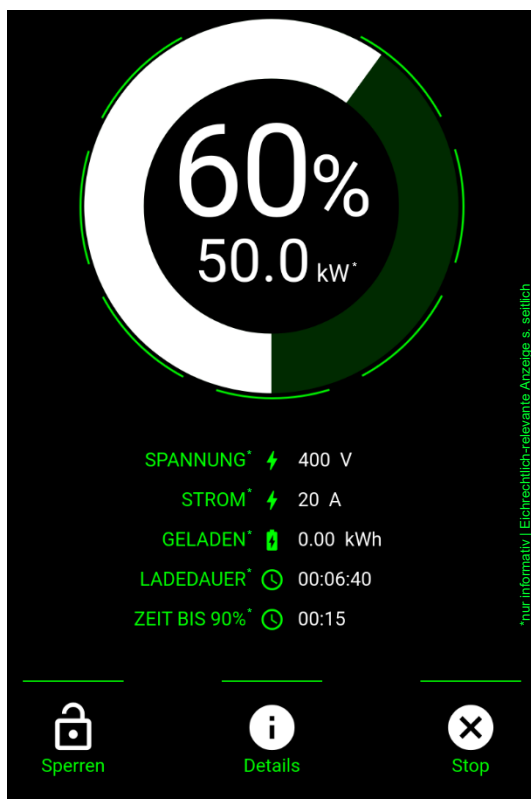 60%
50.0 kW*
SPANNUNG* 400 V
STROM* 20 A
GELADEN* 0.00 kWh
LADEDAUER* 00:06:40
ZEIT BIS 90%* 00:15
*nur informativ | Eichrechtlich-relevante Anzeige s. seitlich
Sperren
Details
Stop